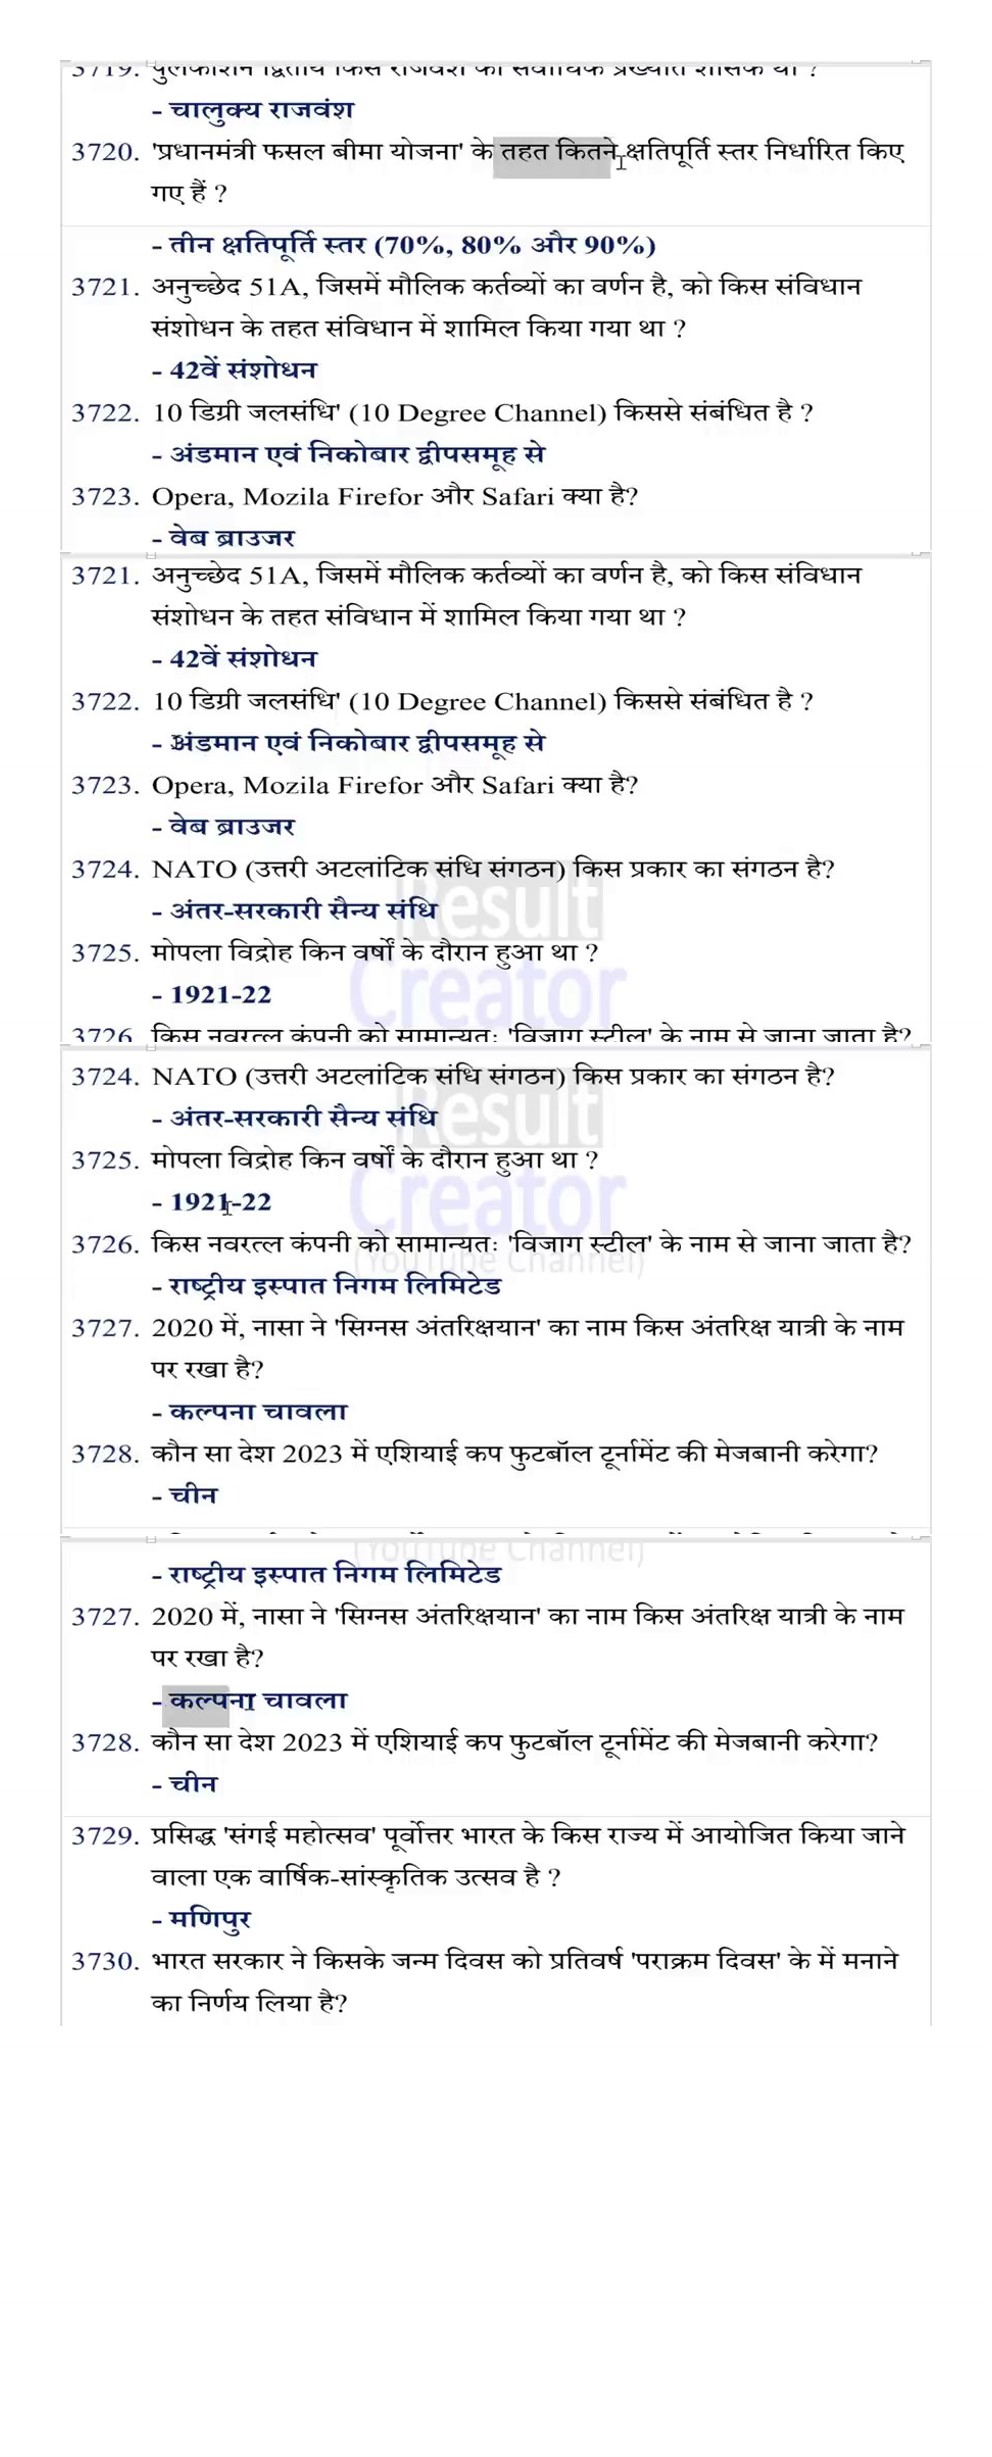 3719. पुलकेशिन द्वितीय किस राजवंश का सर्वाधिक प्रख्यात शासक था ?
- चालुक्य राजवंश
3720. 'प्रधानमंत्री फसल बीमा योजना' के तहत कितने क्षतिपूर्ति स्तर निर्धारित किए
गए हैं ?
- तीन क्षतिपूर्ति स्तर (70%, 80% और 90%)
3721. अनुच्छेद 51A, जिसमें मौलिक कर्तव्यों का वर्णन है, को किस संविधान
संशोधन के तहत संविधान में शामिल किया गया था ?
- 42वें संशोधन
3722. 10 डिग्री जलसंधि' (10 Degree Channel) किससे संबंधित है ?
- अंडमान एवं निकोबार द्वीपसमूह से
3723. Opera, Mozila Firefor और Safari क्या है?
- वेब ब्राउजर
3721. अनुच्छेद 51A, जिसमें मौलिक कर्तव्यों का वर्णन है, को किस संविधान
संशोधन के तहत संविधान में शामिल किया गया था ?
- 42वें संशोधन
3722. 10 डिग्री जलसंधि' (10 Degree Channel) किससे संबंधित है ?
- अंडमान एवं निकोबार द्वीपसमूह से
3723. Opera, Mozila Firefor और Safari क्या है?
- वेब ब्राउजर
3724. NATO (उत्तरी अटलांटिक संधि संगठन) किस प्रकार का संगठन है?
Result
- अंतर-सरकारी सैन्य संधि
3725. मोपला विद्रोह किन वर्षों के दौरान हुआ था ?
Creator
- 1921-22
3726. किस नवरत्ल कंपनी को सामान्यतः 'विजाग स्टील' के नाम से जाना जाता है?
3724. NATO (उत्तरी अटलांटिक संधि संगठन) किस प्रकार का संगठन है?
Result
- अंतर-सरकारी सैन्य संधि
3725. मोपला विद्रोह किन वर्षों के दौरान हुआ था ?
Creator
- 1921-22
3726. किस नवरत्ल कंपनी को सामान्यतः 'विजाग स्टील' के नाम से जाना जाता है?
(YouTube Channel)
- राष्ट्रीय इस्पात निगम लिमिटेड
3727. 2020 में, नासा ने 'सिग्नस अंतरिक्षयान' का नाम किस अंतरिक्ष यात्री के नाम
पर रखा है?
- कल्पना चावला
3728. कौन सा देश 2023 में एशियाई कप फुटबॉल टूर्नामेंट की मेजबानी करेगा?
- चीन
(YouTube Channel)
- राष्ट्रीय इस्पात निगम लिमिटेड
3727. 2020 में, नासा ने 'सिग्नस अंतरिक्षयान' का नाम किस अंतरिक्ष यात्री के नाम
पर रखा है?
- कल्पना चावला
3728. कौन सा देश 2023 में एशियाई कप फुटबॉल टूर्नामेंट की मेजबानी करेगा?
- चीन
3729. प्रसिद्ध 'संगई महोत्सव' पूर्वोत्तर भारत के किस राज्य में आयोजित किया जाने
वाला एक वार्षिक-सांस्कृतिक उत्सव है ?
- मणिपुर
3730. भारत सरकार ने किसके जन्म दिवस को प्रतिवर्ष 'पराक्रम दिवस' के में मनाने
का निर्णय लिया है?